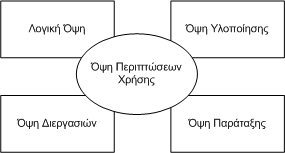 Λογική Όψη
Όψη Υλοποίησης
Όψη Περιπτώσεων
Χρήσης
Όψη Διεργασιών
Όψη Παράταξης